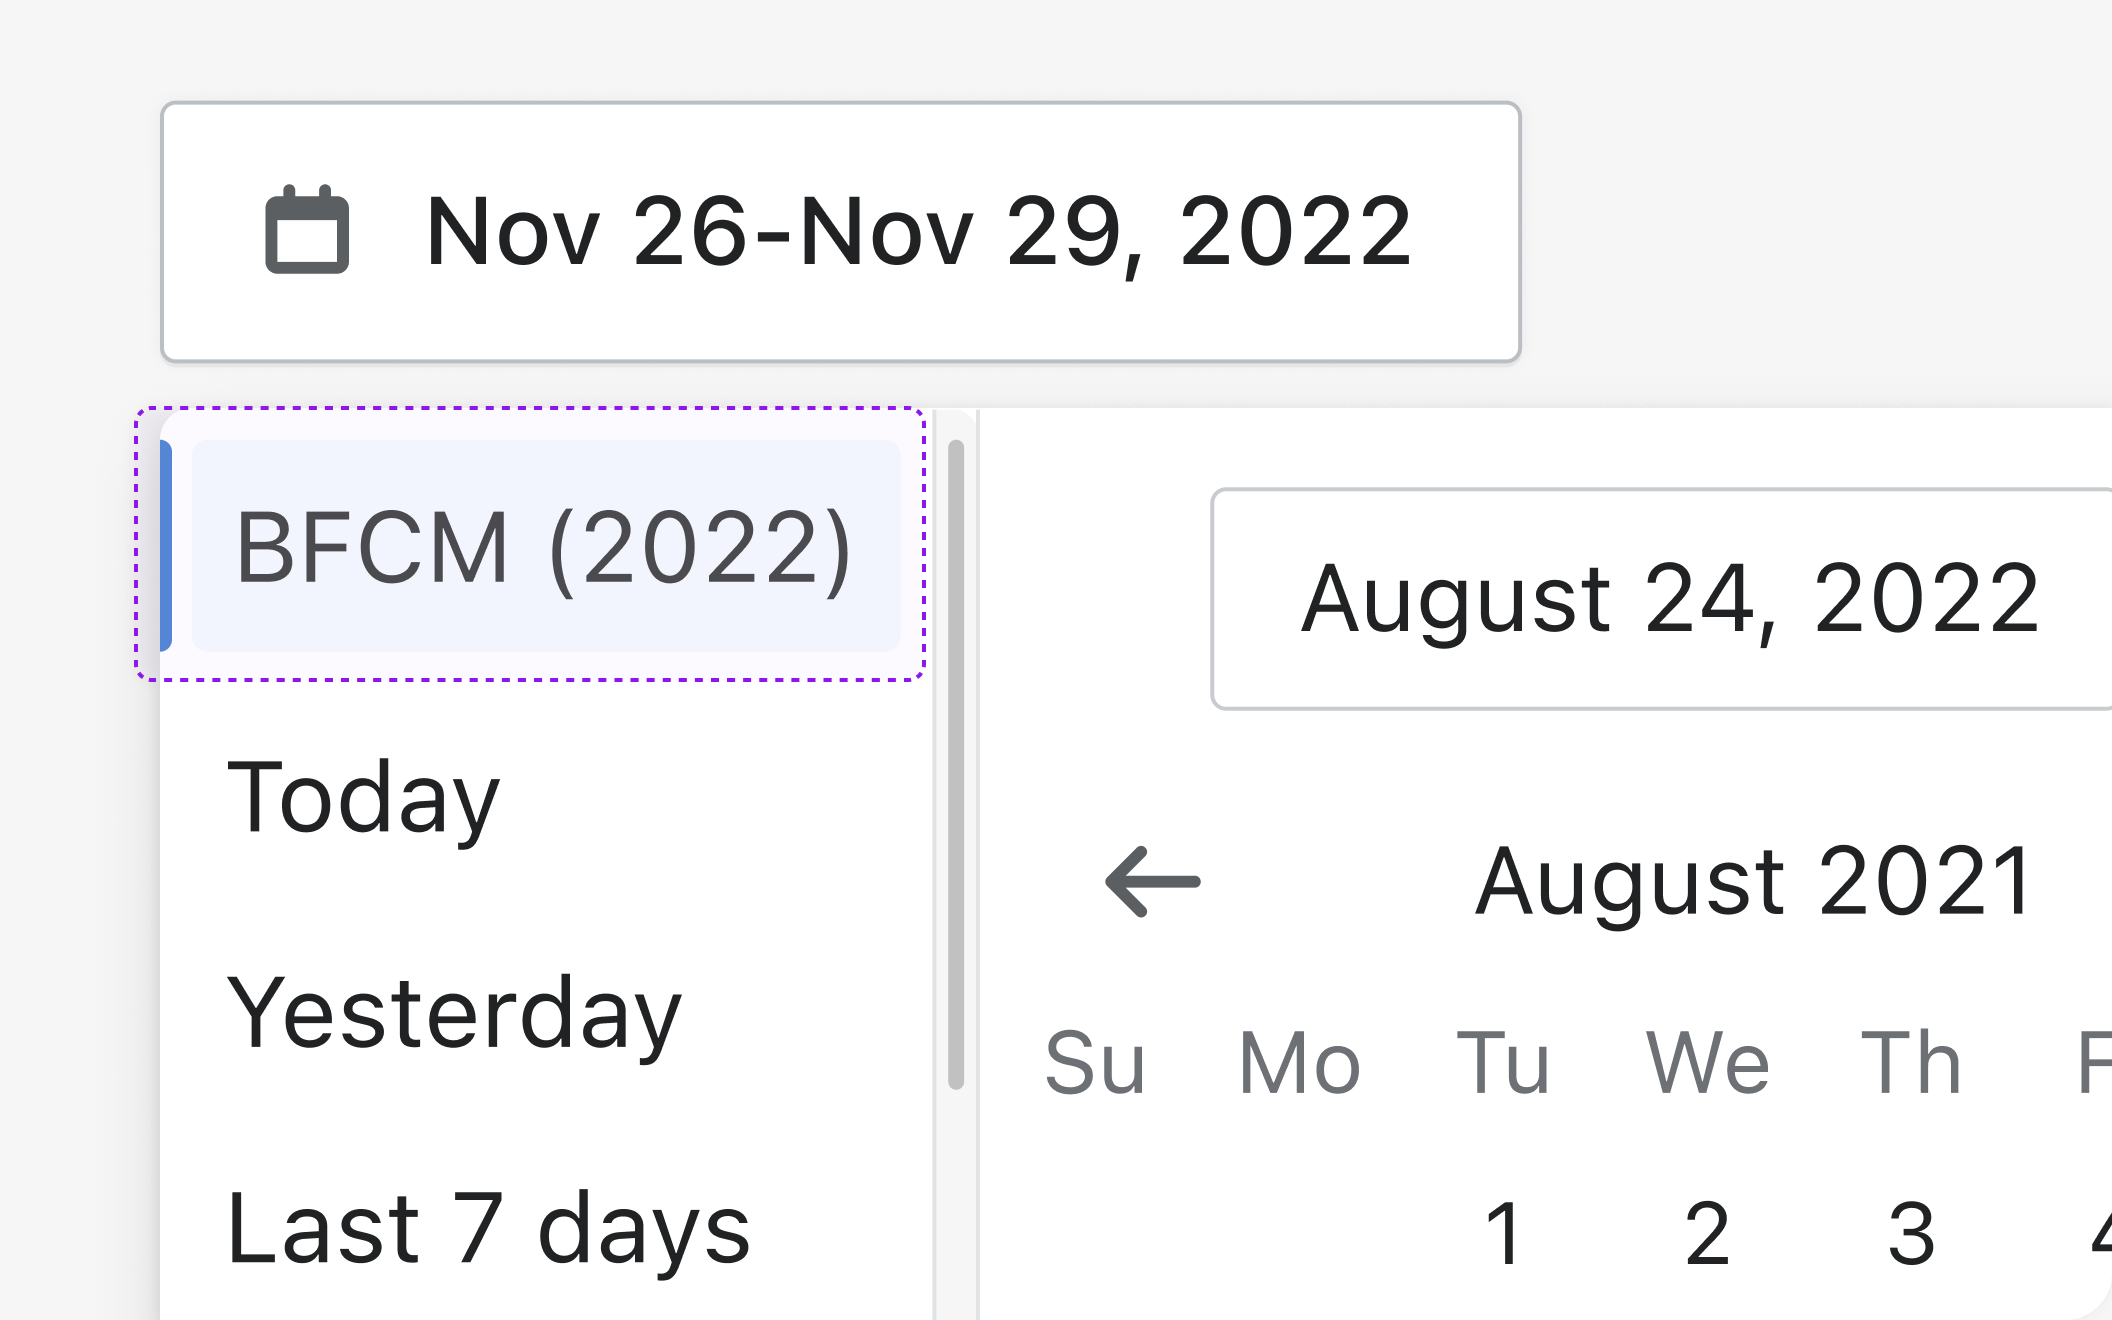 Nov 26-Nov 29, 2022
BFCM (2022)
Today
Yesterday
Last 7 days
August 24, 2022
August 2021
Su Mo Tu We Th F
1 2 3 4